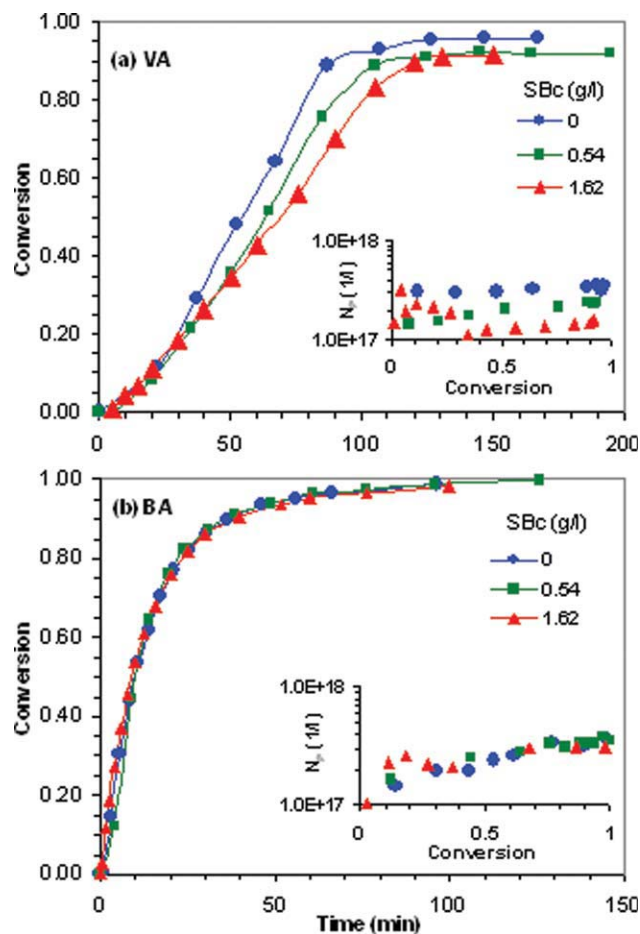 1.00
(a) VA
0.80
SBc (g/l)
0
0.54
1.62
0.60
Conversion
0.40
1.0E+18
Np (1/l)
1.0E+17
0 0.5 1
Conversion
0.20
0.00
0 50 100 150 200
1.00
(b) BA
0.80
SBc (g/l)
0
0.54
1.62
0.60
Conversion
0.40
1.0E+18
Np (1/l)
1.0E+17
0 0.5 1
Conversion
0.20
0.00
0 50 100 150
Time (min)